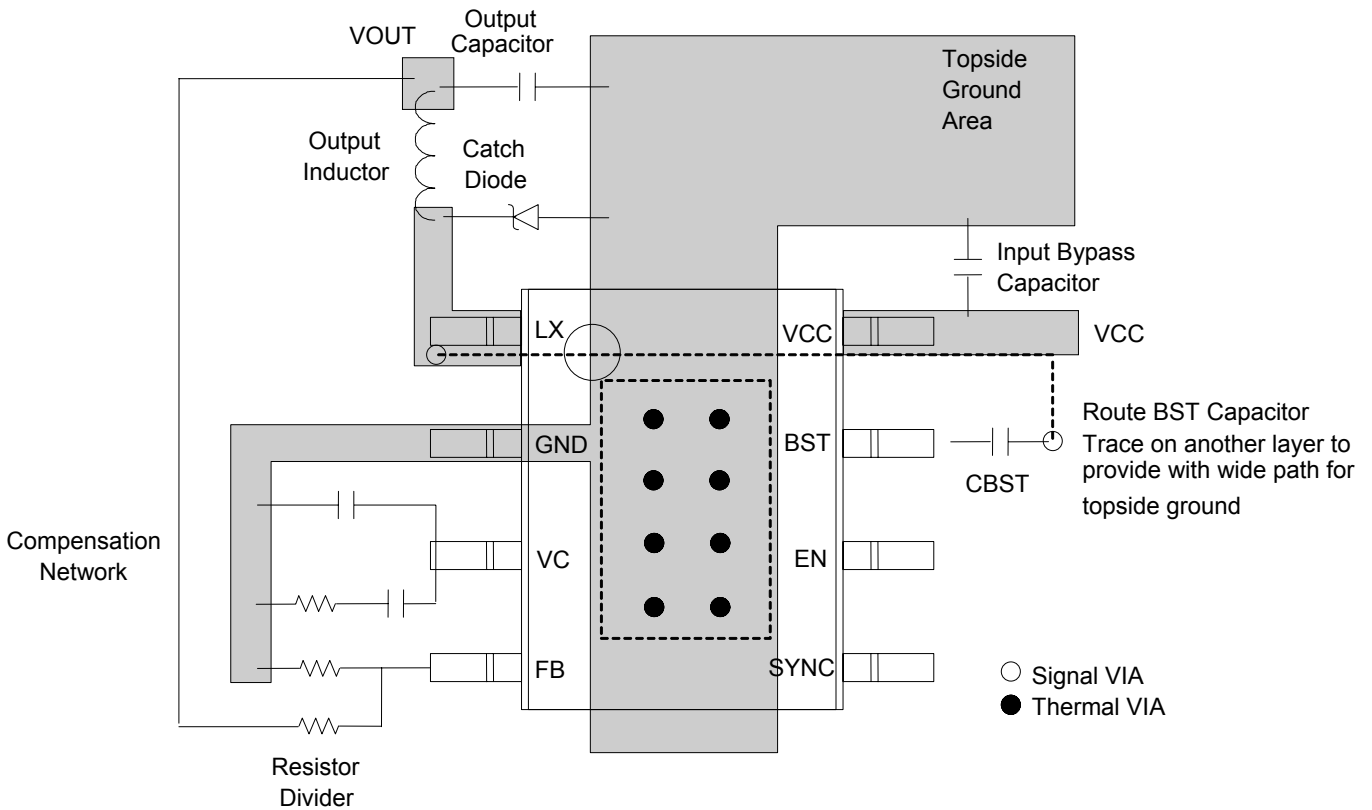 VOUT
Output
Capacitor
Topside
Ground
Area
Output
Inductor
Catch
Diode
Input Bypass
Capacitor
LX
VCC
VCC
GND
BST
CBST
Route BST Capacitor
Trace on another layer to
provide with wide path for
topside ground
Compensation
Network
VC
EN
FB
SYNC
Signal VIA
Thermal VIA
Resistor
Divider